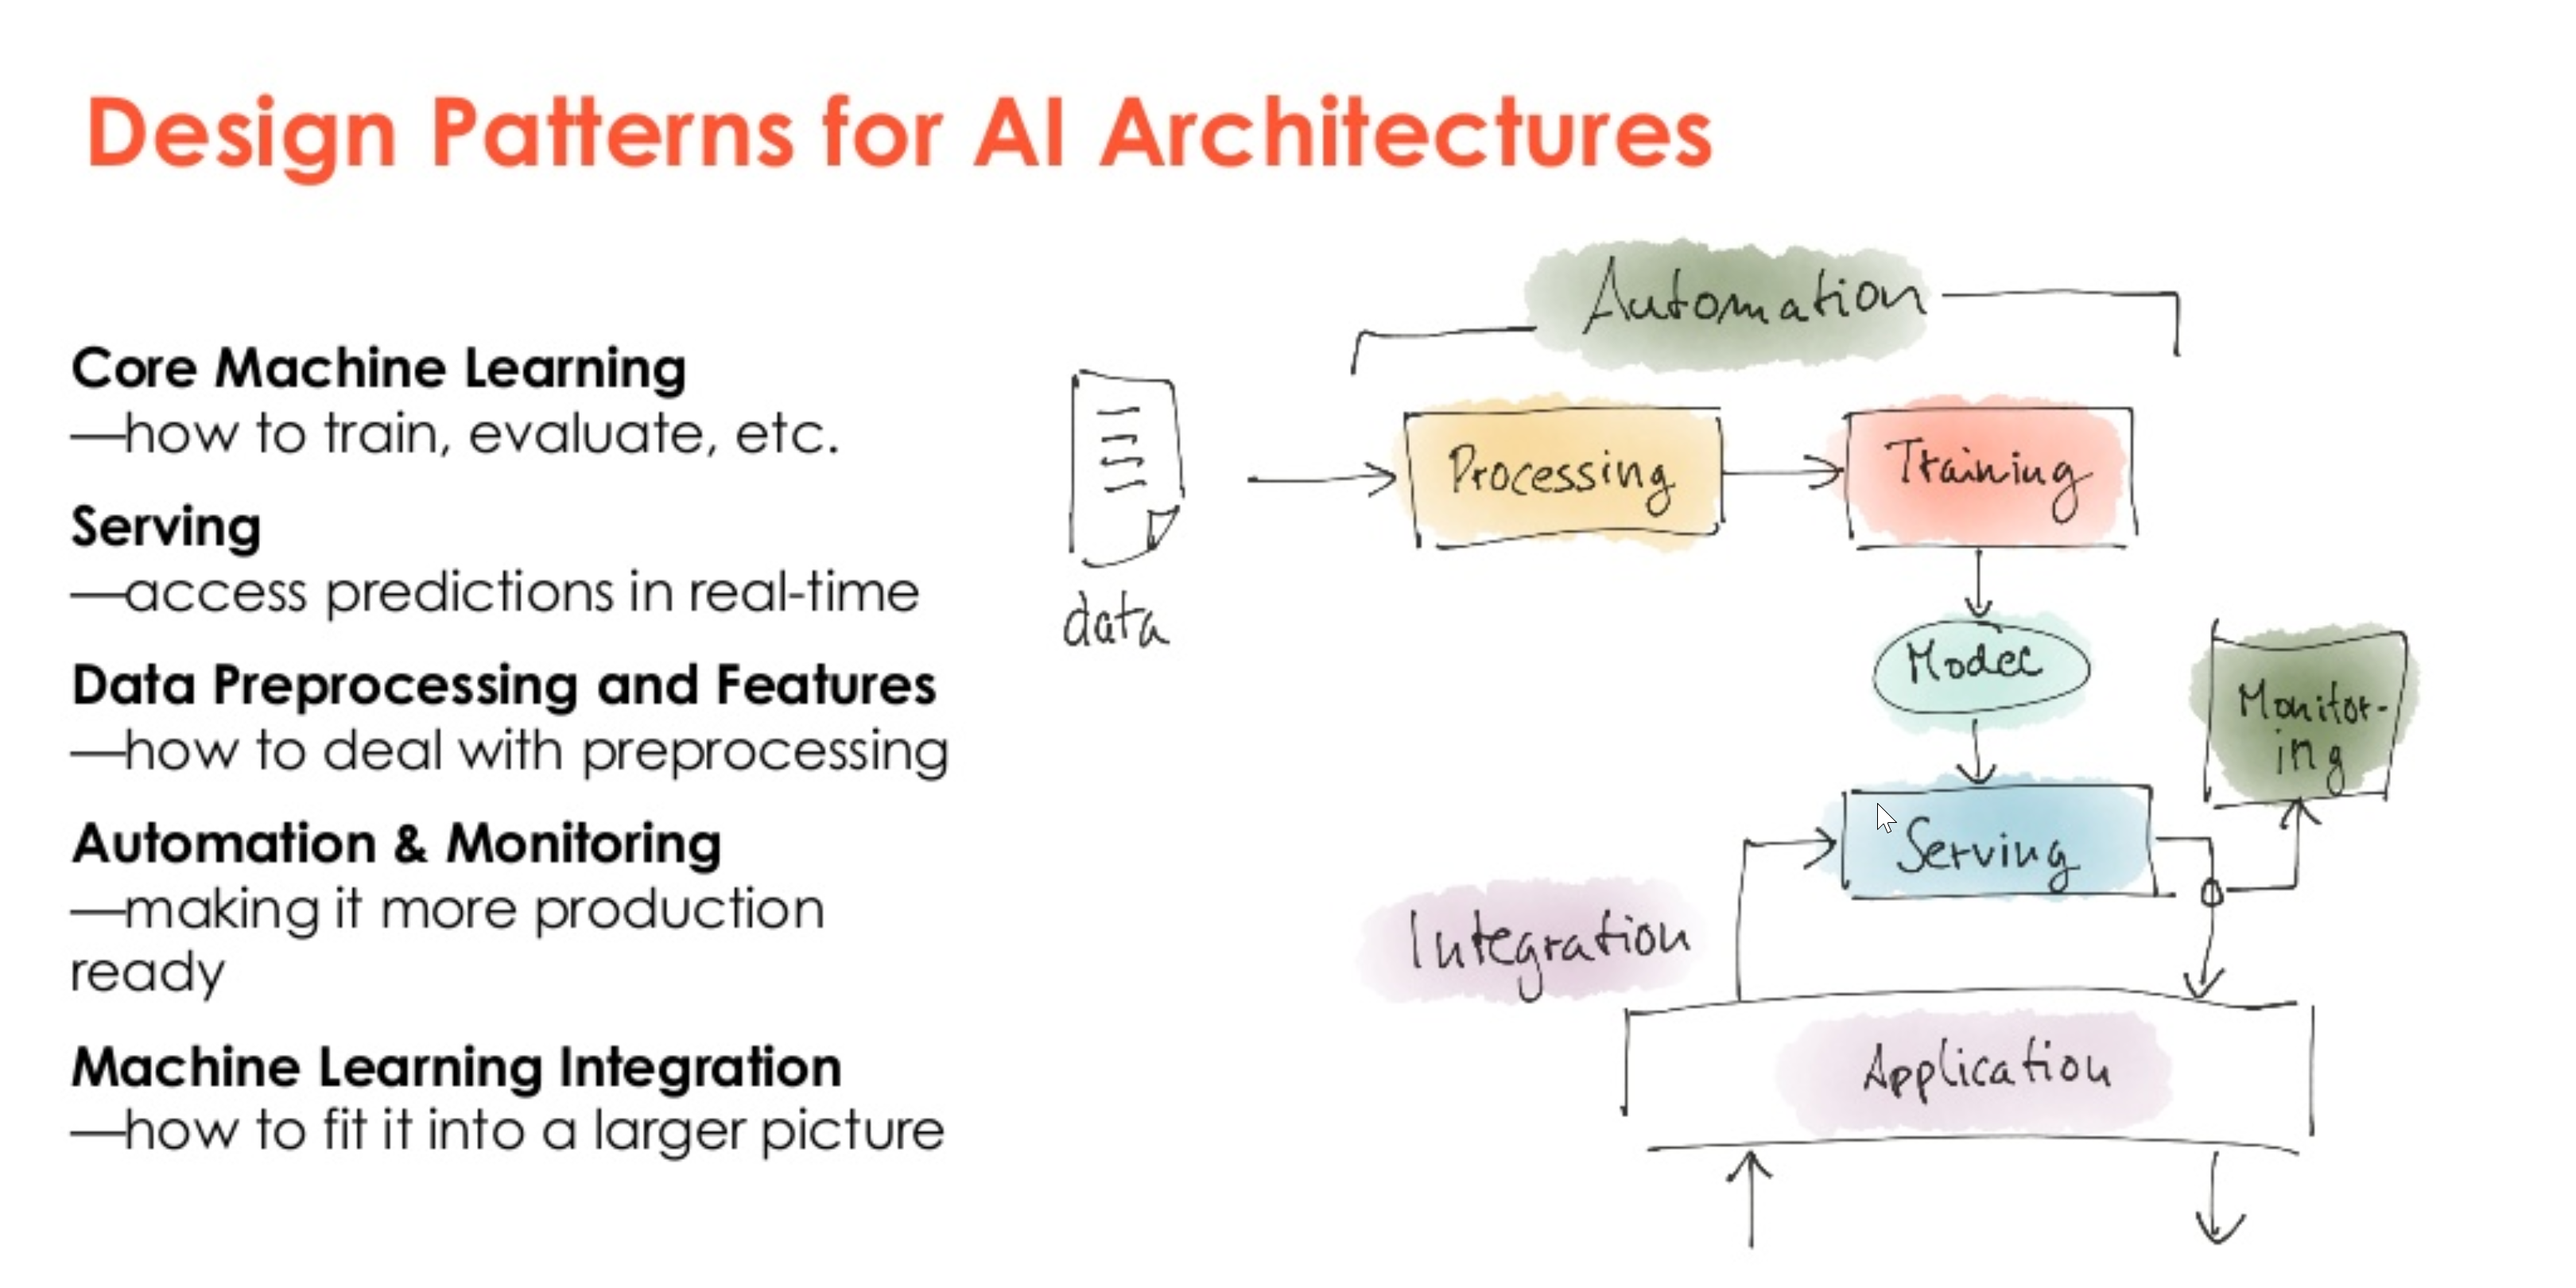 Design Patterns for AI Architectures
Core Machine Learning
—how to train, evaluate, etc.
Serving
—access predictions in real-time
Data Preprocessing and Features
—how to deal with preprocessing
Automation & Monitoring
—making it more production
ready
Machine Learning Integration
—how to fit it into a larger picture
Automation
data
Processing
Training
Model
Monitor-
ing
Serving
Integration
Application